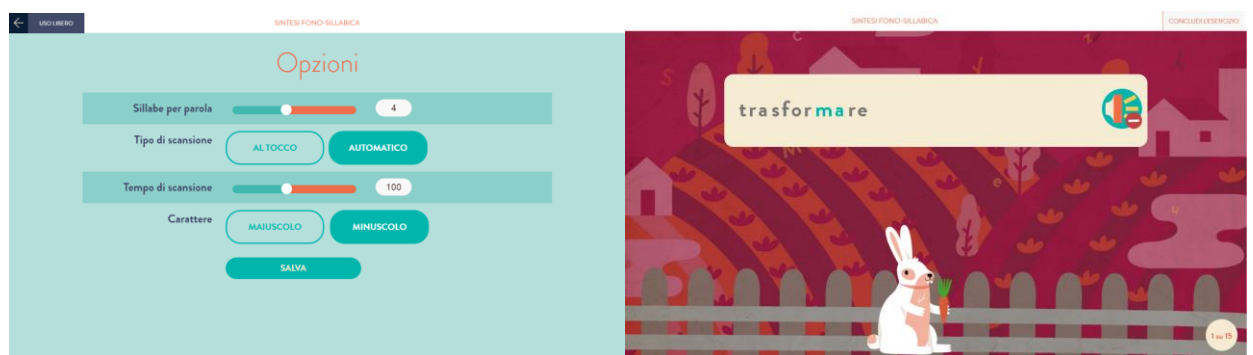 USO LIBERO
SINTESI FONO-SILLABICA
Opzioni
Sillabe per parola 4
Tipo di scansione AL TOCCO AUTOMATICO
Tempo di scansione 100
Carattere MAIUSCOLO MINUSCOLO
SALVA
SINTESI FONO-SILLABICA
CONCLUDI L'ESERCIZIO
trasformare
1 su 15